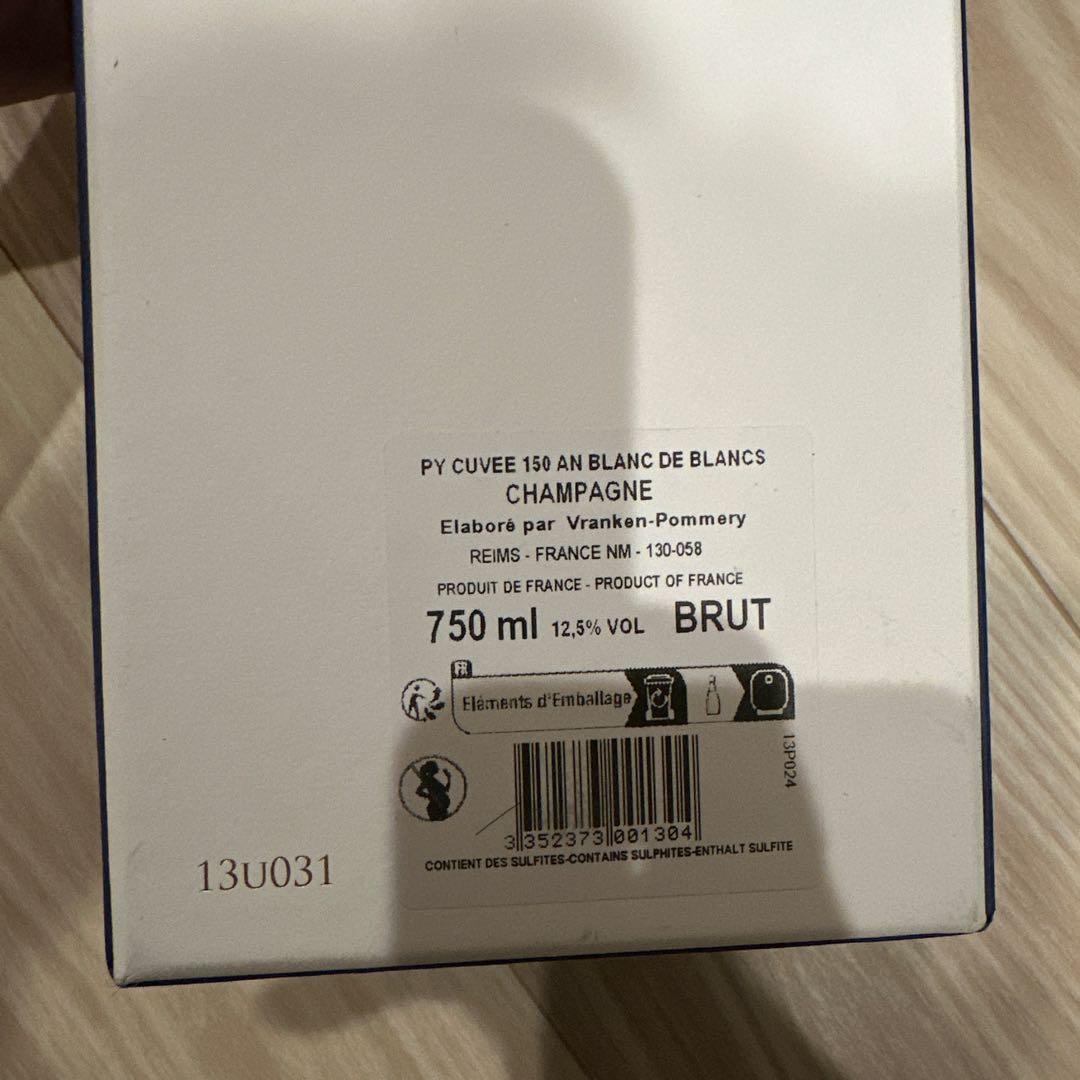 PY CUVEE 150 AN BLANC DE BLANCS
CHAMPAGNE
Elaboré par Vranken-Pommery
REIMS - FRANCE NM - 130-058
PRODUIT DE FRANCE - PRODUCT OF FRANCE
750 ml 12,5% VOL BRUT
FR
Eléments d'Emballage
13P024
3 352373 001304
CONTIENT DES SULFITES-CONTAINS SULPHITES-ENTHALT SULFITE
13U031